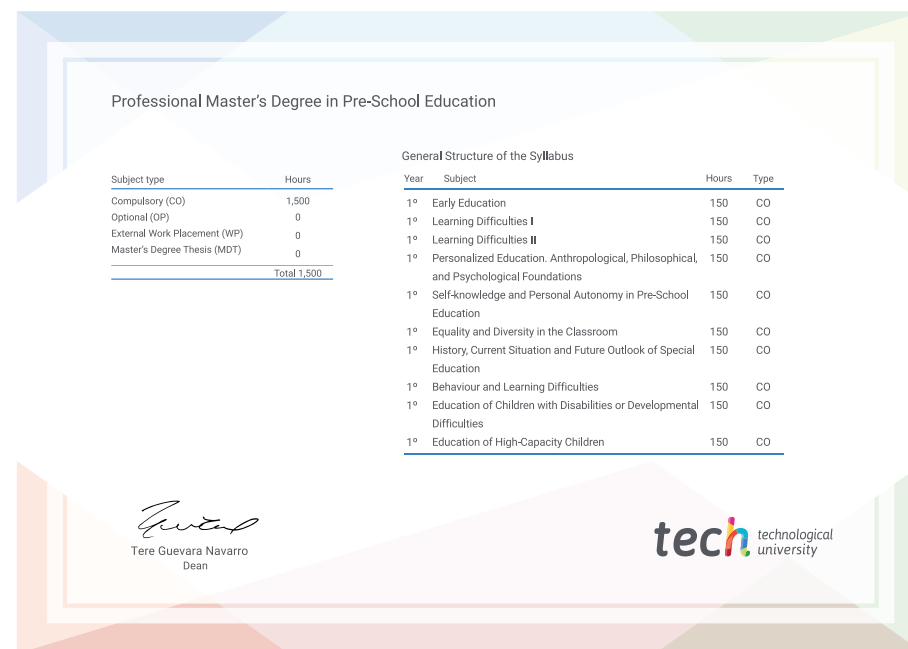 Professional Master's Degree in Pre-School Education
Subject type Hours
Compulsory (CO) 1,500
Optional (OP) 0
External Work Placement (WP) 0
Master's Degree Thesis (MDT) 0
Total 1,500
General Structure of the Syllabus
Year Subject Hours Type
1º Early Education 150 CO
1º Learning Difficulties I 150 CO
1º Learning Difficulties II 150 CO
1º Personalized Education. Anthropological, Philosophical, 150 CO
and Psychological Foundations
1º Self-knowledge and Personal Autonomy in Pre-School 150 CO
Education
1º Equality and Diversity in the Classroom 150 CO
1º History, Current Situation and Future Outlook of Special 150 CO
Education
1º Behaviour and Learning Difficulties 150 CO
1º Education of Children with Disabilities or Developmental 150 CO
Difficulties
1º Education of High-Capacity Children 150 CO
Tere Guevara Navarro
Dean
tech technological
university